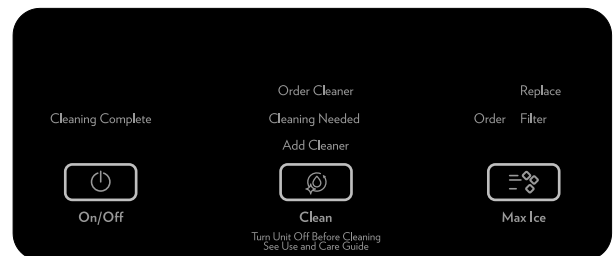 Order Cleaner
Replace
Cleaning Complete
Cleaning Needed
Order Filter
Add Cleaner
On/Off
Clean
Max Ice
Turn Unit Off Before Cleaning
See Use and Care Guide